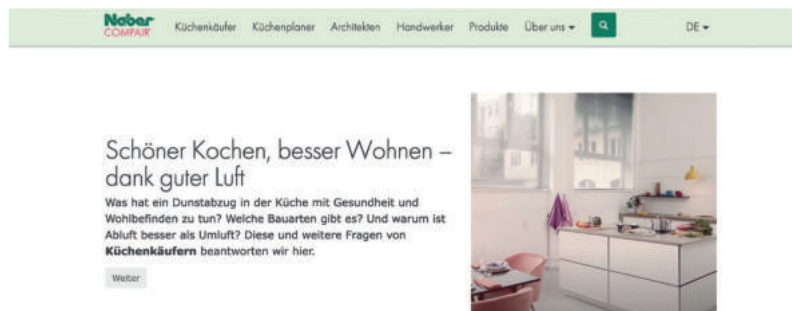 Naber
COMPAIR
Küchenkäufer Küchenplaner Architekten Handwerker Produkte Über uns DE
Schöner Kochen, besser Wohnen –
dank guter Luft
Was hat ein Dunstabzug in der Küche mit Gesundheit und
Wohlbefinden zu tun? Welche Bauarten gibt es? Und warum ist
Abluft besser als Umluft? Diese und weitere Fragen von
Küchenkäufern beantworten wir hier.
Weiter